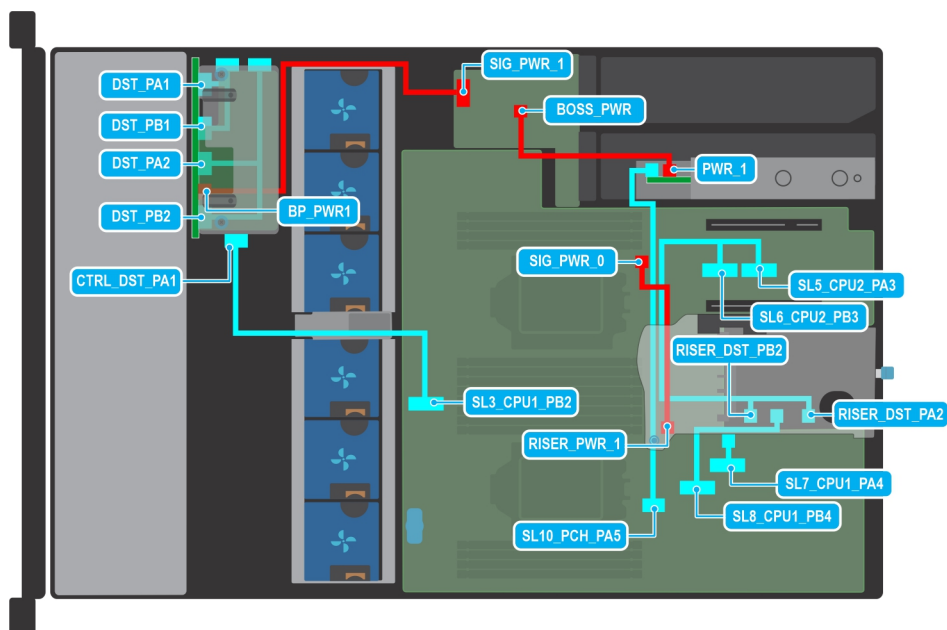 SIG_PWR_1
DST_PA1
BOSS_PWR
DST_PB1
DST_PA2
PWR_1
BP_PWR1
DST_PB2
SIG_PWR_0
CTRL_DST_PA1
SL5_CPU2_PA3
SL6_CPU2_PB3
RISER_DST_PB2
SL3_CPU1_PB2
RISER_DST_PA2
RISER_PWR_1
SL7_CPU1_PA4
SL8_CPU1_PB4
SL10_PCH_PA5